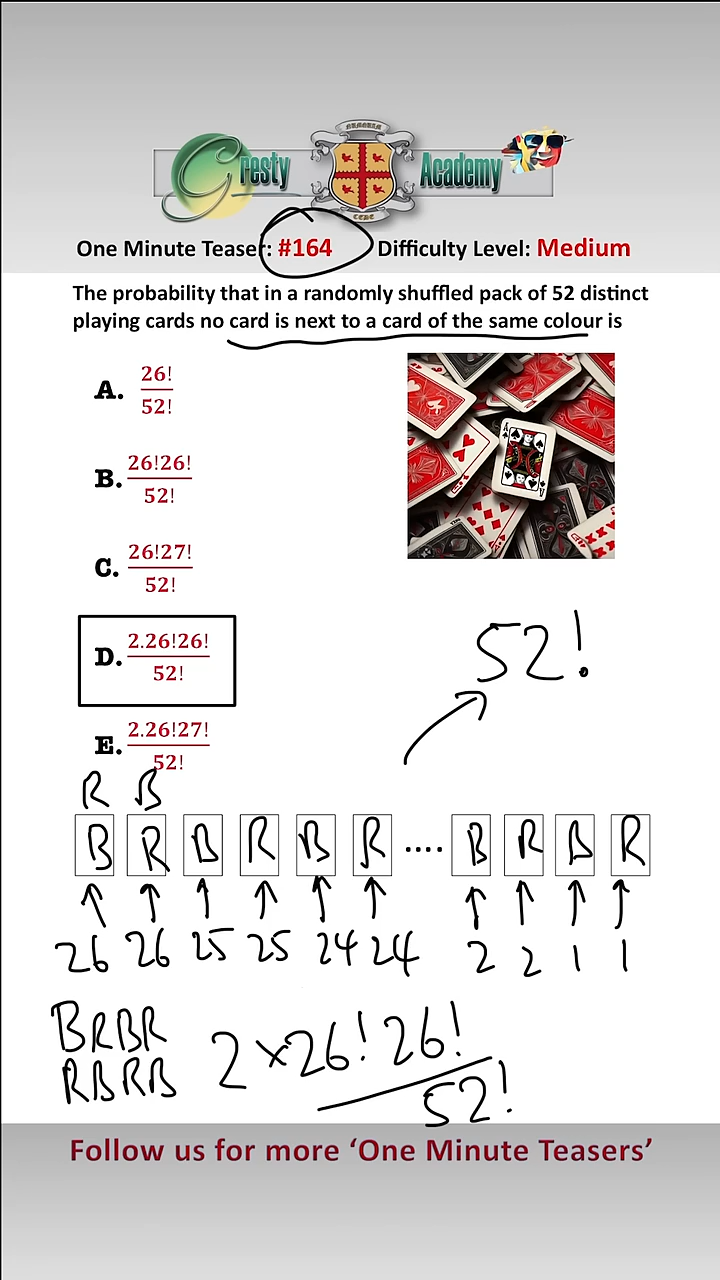 NUMORUM
Gresty
Academy
CEDE
One Minute Teaser: #164 Difficulty Level: Medium
The probability that in a randomly shuffled pack of 52 distinct
playing cards no card is next to a card of the same colour is
A. 26!/52!
B. 26!26!/52!
C. 26!27!/52!
D. 2.26!26!/52!
E. 2.26!27!/52!
52!
R B
B R B R B R .... B R B R
26 26 25 25 24 24 2 2 1 1
BRBR
RBRB
2 × 26! 26!
52!
Follow us for more ‘One Minute Teasers’